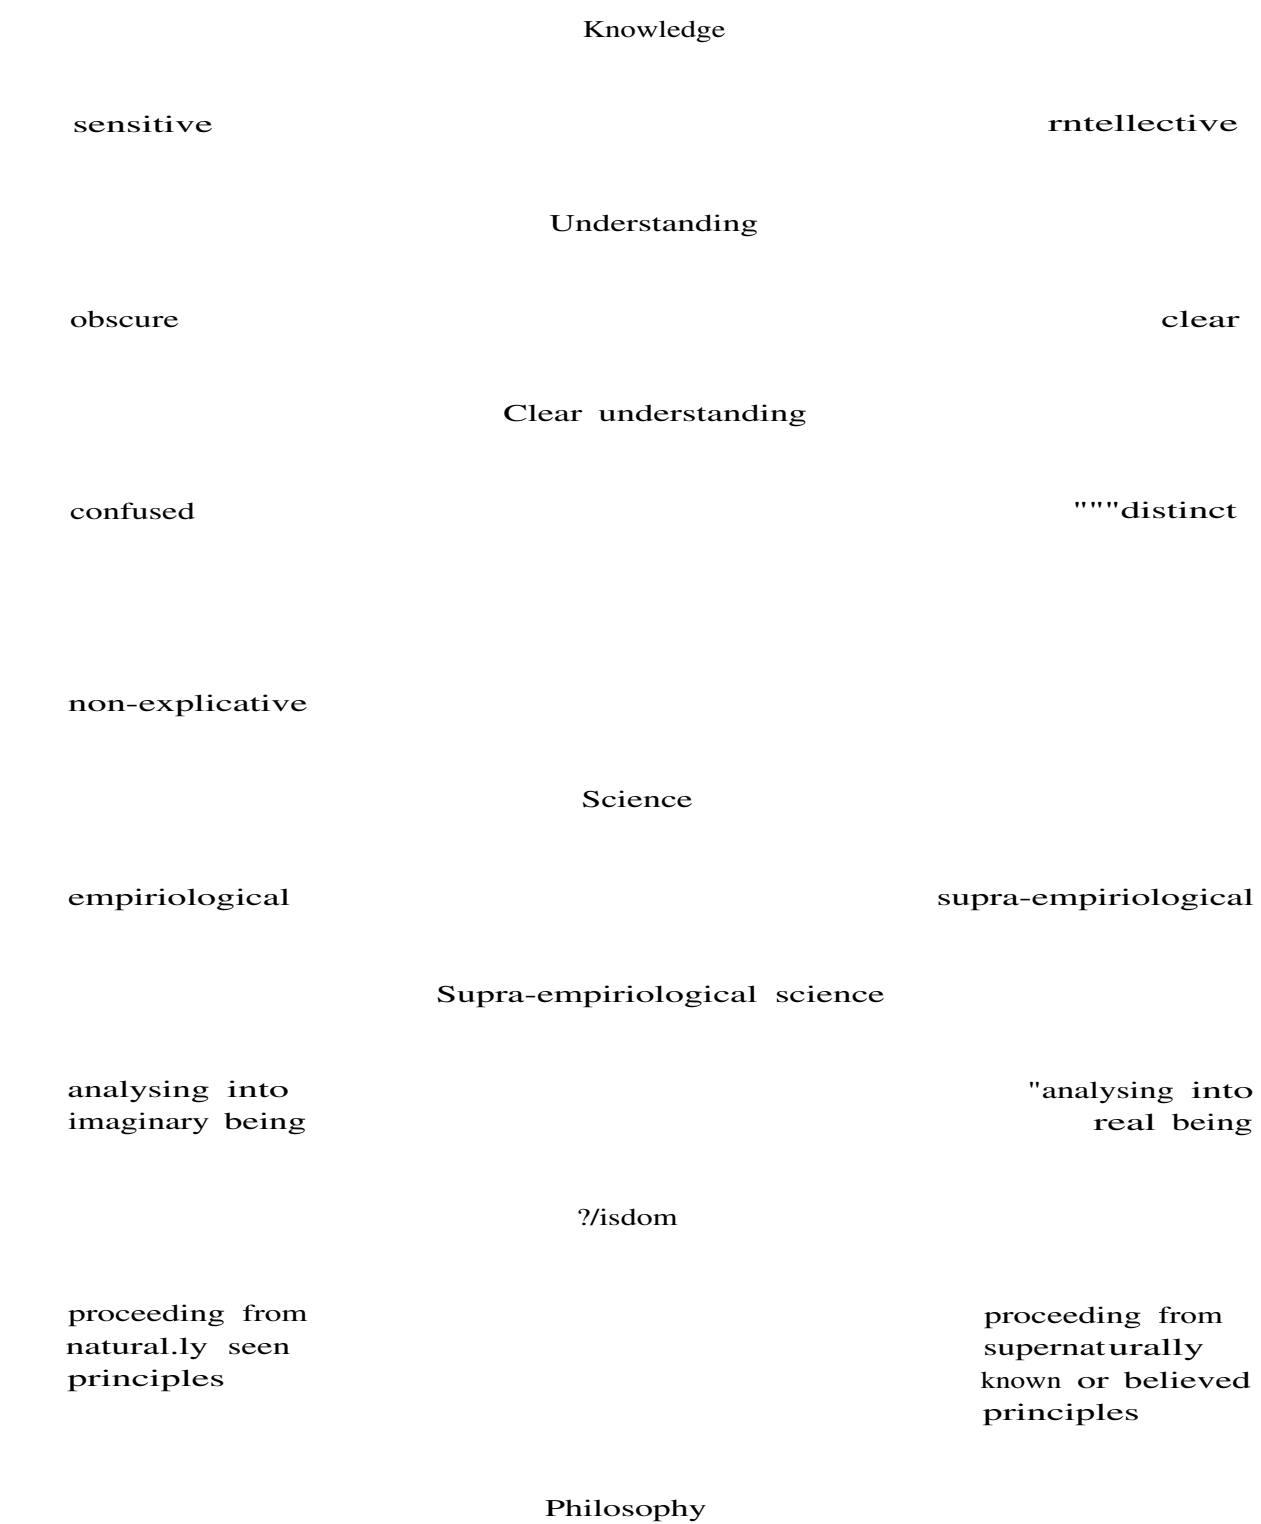 Knowledge
sensitive rntellective
Understanding
obscure clear
Clear understanding
confused """distinct
non-explicative
Science
empiriological supra-empiriological
Supra-empiriological science
analysing into "analysing into
imaginary being real being
?/isdom
proceeding from proceeding from
natural.ly seen supernaturally
principles known or believed
principles
Philosophy